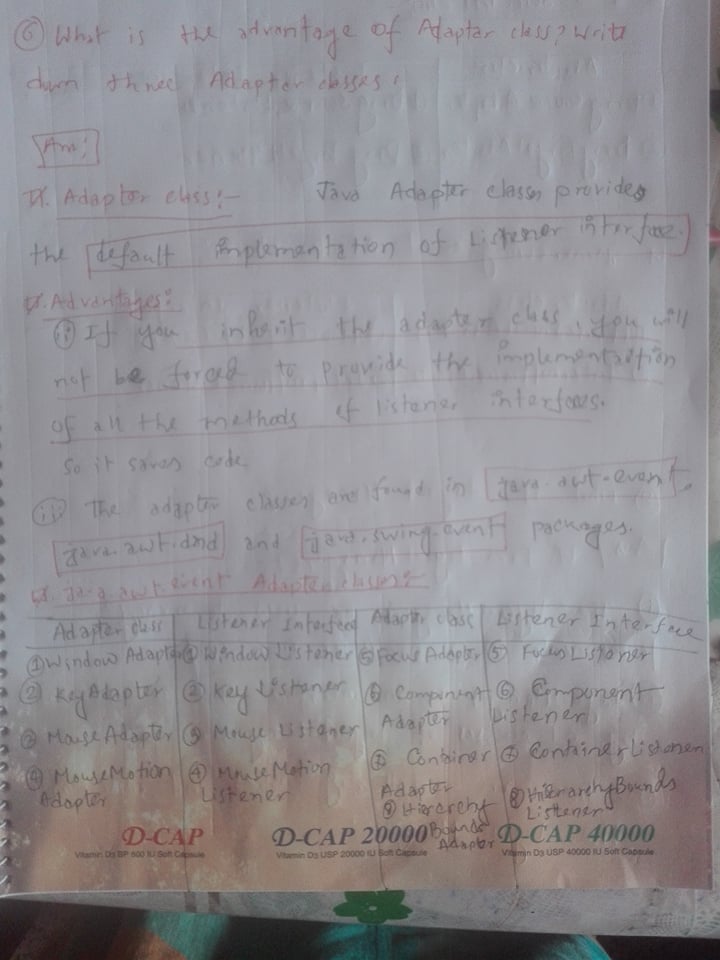 ⑥ What is the advantage of Adapter class? Write
down three Adapter classes.
Ans:
Adapter class:- Java Adapter classes provides
the default implementation of Listener interface.
Advantages:
ⓘ If you inherit the adapter class, you will
not be forced to provide the implementation
of all the methods of listener interfaces.
So it saves code
The adapter classes are found in java.awt.event,
java.awt.dnd and java.swing.event packages.
java.awt.event Adapter classes:-
Adapter class Listener Interface Adapter class Listener Interface
① Window Adapter ① Window Listener ⑤ Focus Adapter ⑤ Focus Listener
② KeyAdapter ② Key Listener ⑥ Component Adapter ⑥ Component Listener
③ MouseAdapter ③ Mouse Listener ⑦ Container Adapter ⑦ Container Listener
④ MouseMotion Adapter ④ MouseMotion Listener ⑧ Hierarchy Bounds Adapter ⑧ HierarchyBounds Listener
D-CAP D-CAP 20000 D-CAP 40000
Vitamin D3 BP 600 IU Soft Capsule Vitamin D3 USP 20000 IU Soft Capsule Vitamin D3 USP 40000 IU Soft Capsule